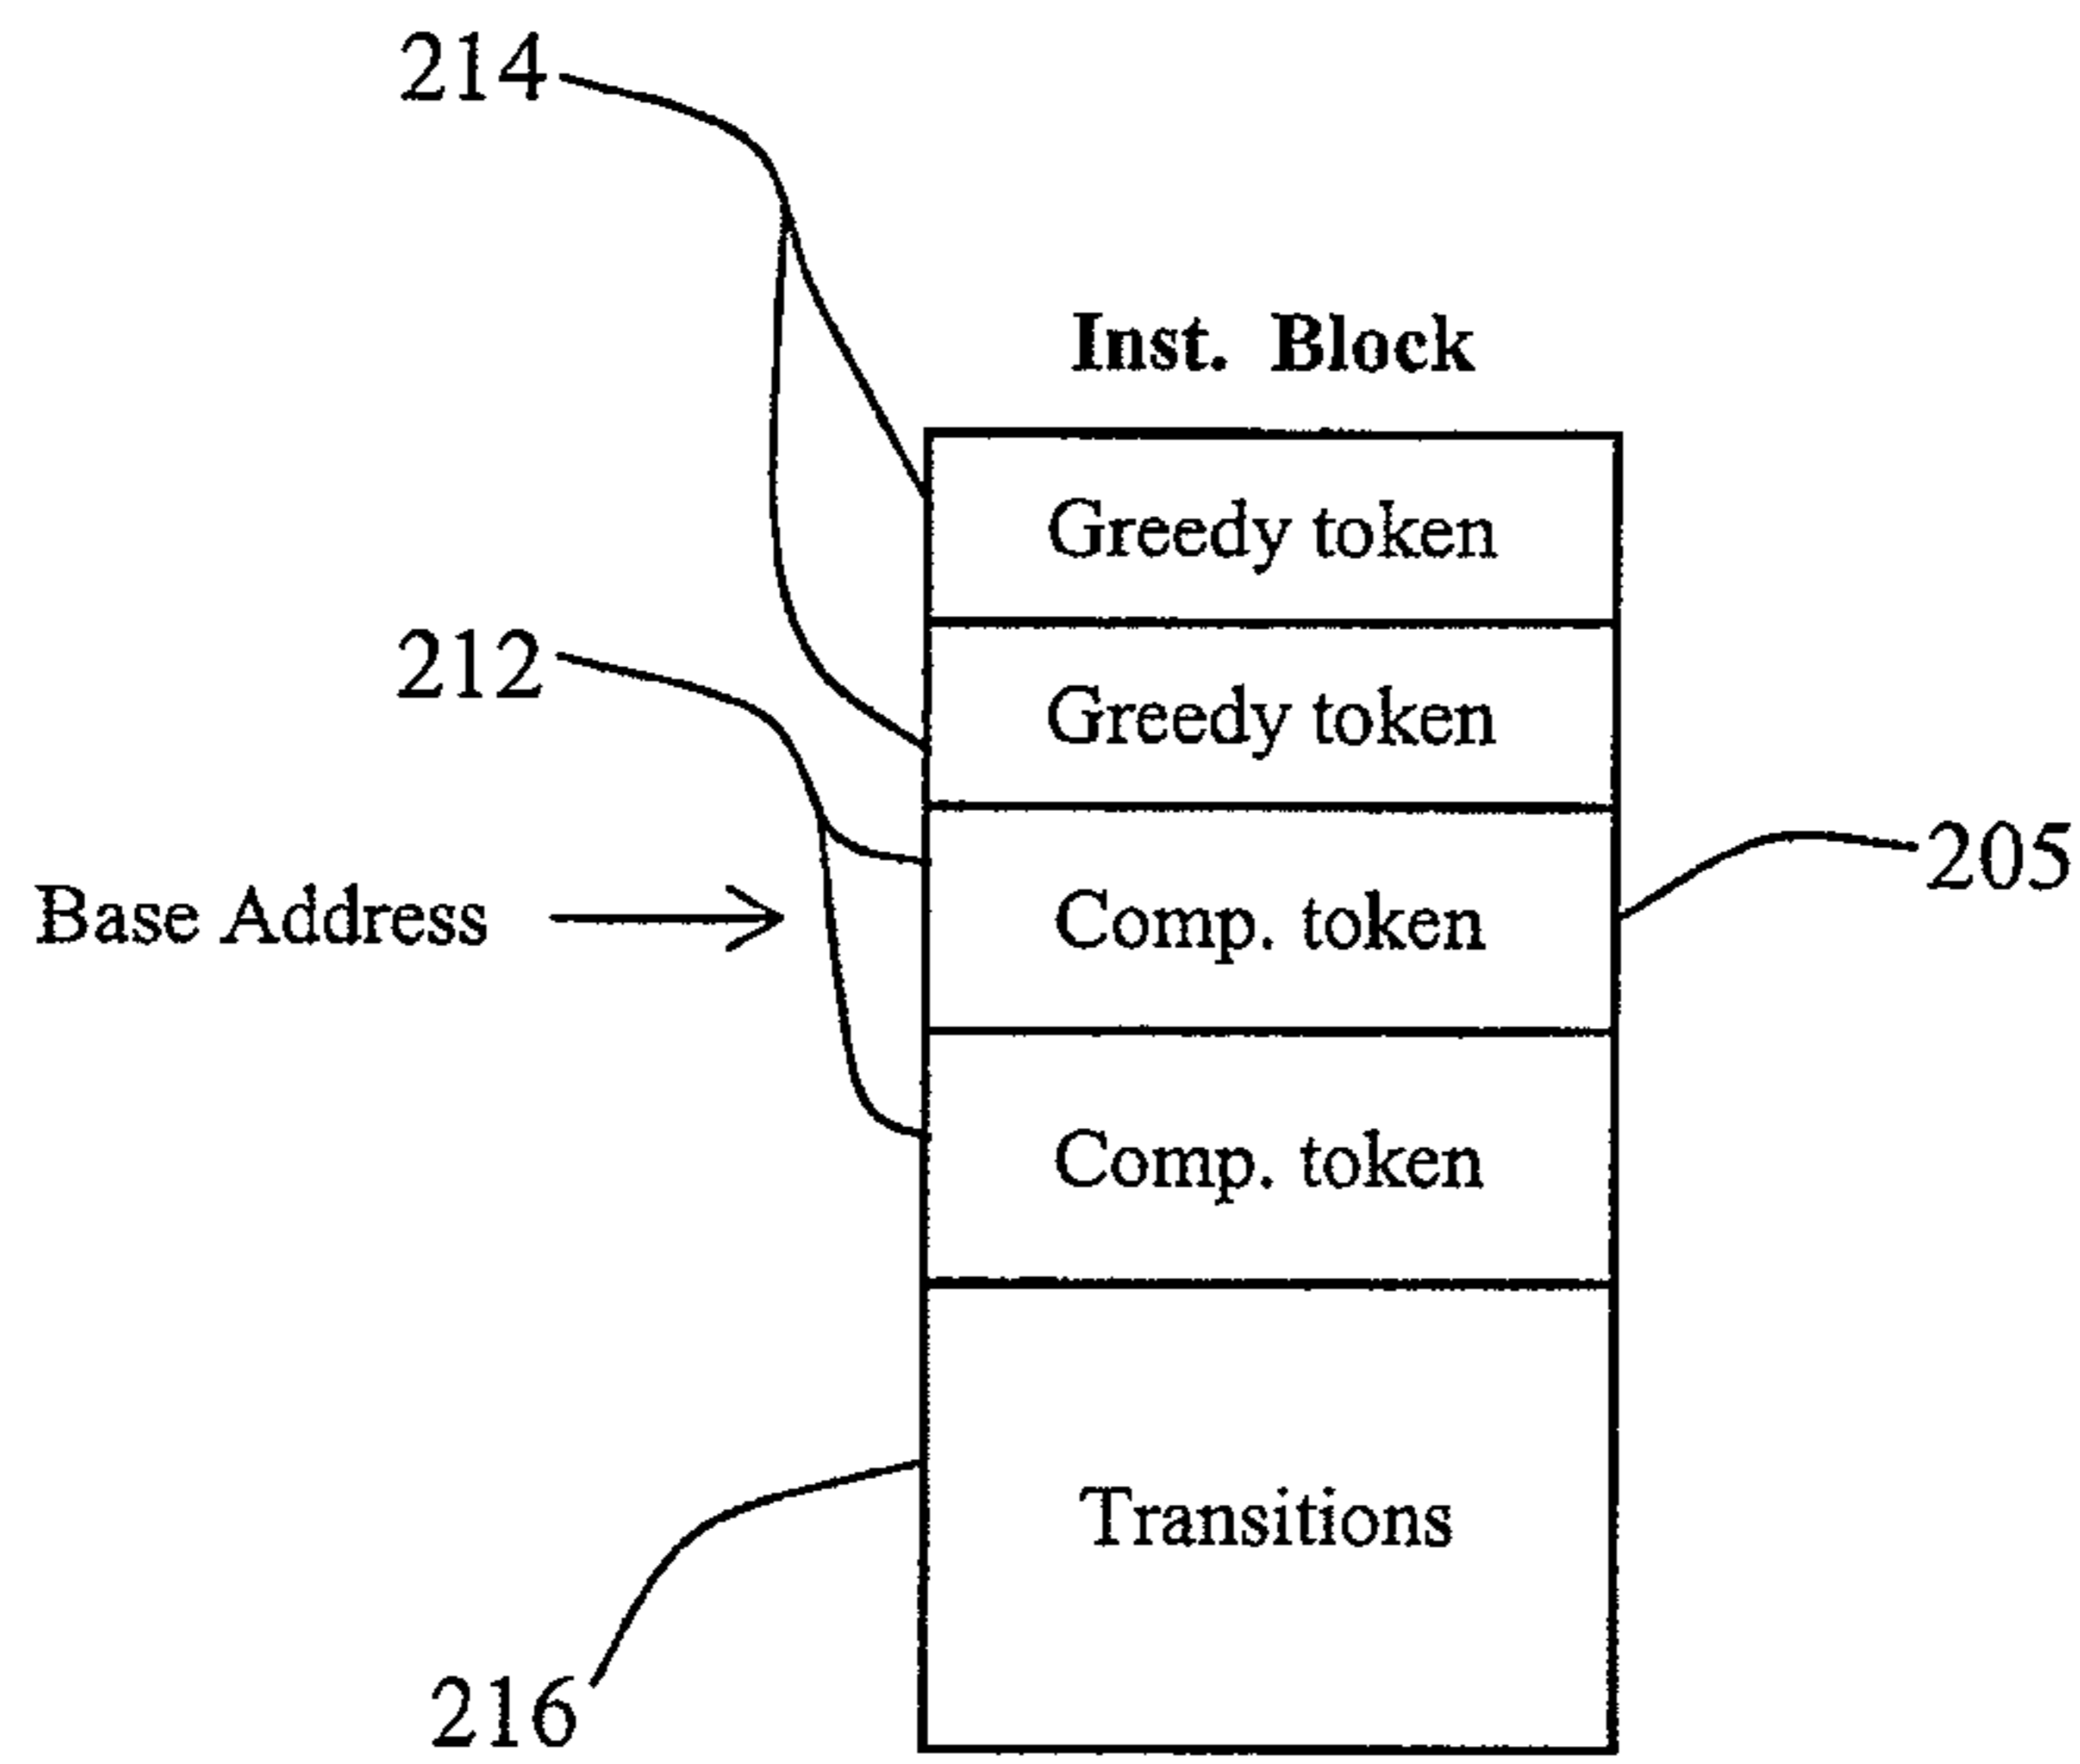 214
Inst. Block
Greedy token
212
Greedy token
205
Base Address
Comp. token
Comp. token
Transitions
216